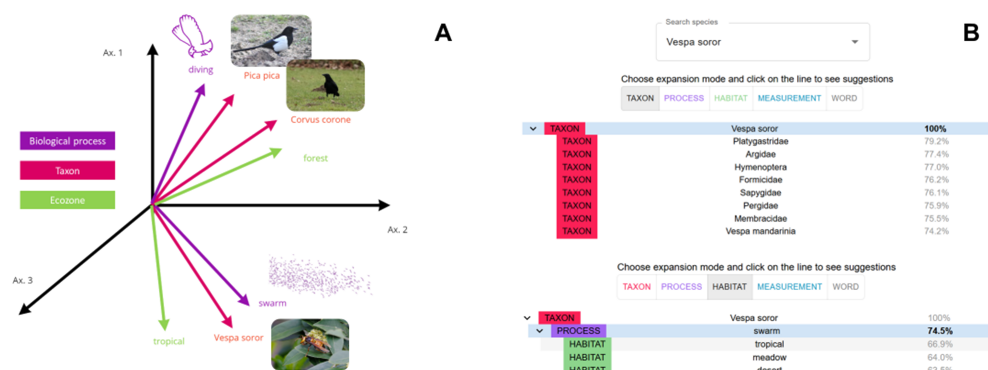 A
Ax. 1
diving
Pica pica
Corvus corone
Biological process
Taxon
forest
Ecozone
Ax. 2
Ax. 3
swarm
tropical
Vespa soror
B
Search species
Vespa soror
Choose expansion mode and click on the line to see suggestions
TAXON PROCESS HABITAT MEASUREMENT WORD
TAXON Vespa soror 100%
TAXON Platygastridae 79.2%
TAXON Argidae 77.4%
TAXON Hymenoptera 77.0%
TAXON Formicidae 76.2%
TAXON Sapygidae 76.1%
TAXON Pergidae 75.9%
TAXON Membracidae 75.5%
TAXON Vespa mandarinia 74.2%
Choose expansion mode and click on the line to see suggestions
TAXON PROCESS HABITAT MEASUREMENT WORD
TAXON Vespa soror 100%
PROCESS swarm 74.5%
HABITAT tropical 66.9%
HABITAT meadow 64.0%
HABITAT desert 63.5%